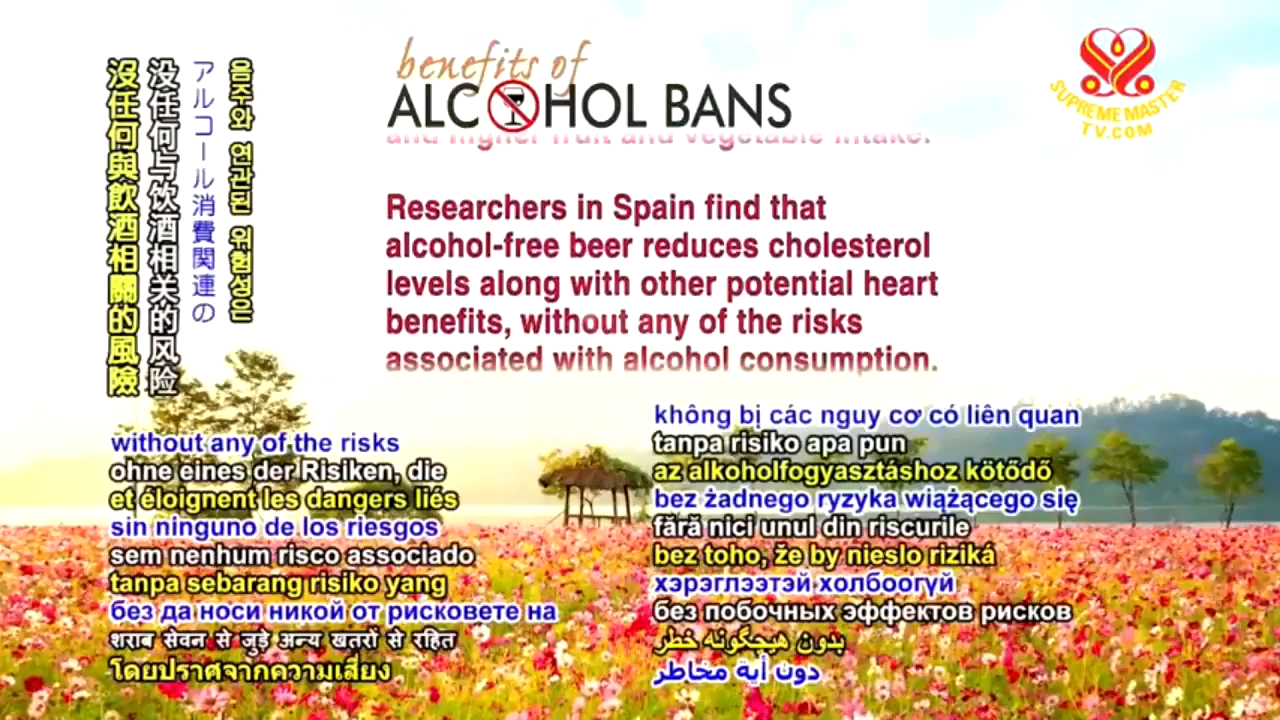 benefits of
ALCOHOL BANS
SUPREME MASTER
TV.COM
and higher fruit and vegetable intake.
Researchers in Spain find that
alcohol-free beer reduces cholesterol
levels along with other potential heart
benefits, without any of the risks
associated with alcohol consumption.
음주와 연관된 위험성은
アルコール消費関連の
没任何与饮酒相关的风险
沒任何與飲酒相關的風險
without any of the risks
ohne eines der Risiken, die
et éloignent les dangers liés
sin ninguno de los riesgos
sem nenhum risco associado
tanpa sebarang risiko yang
без да носи никой от рисковете на
शराब सेवन से जुड़े अन्य खतरों से रहित
โดยปราศจากความเสี่ยง
không bị các nguy cơ có liên quan
tanpa risiko apa pun
az alkoholfogyasztáshoz kötődő
bez żadnego ryzyka wiążącego się
fără nici unul din riscurile
bez toho, že by nieslo riziká
хэрэглээтэй холбоогүй
без побочных эффектов рисков
بدون هیچگونه خطر
دون أية مخاطر